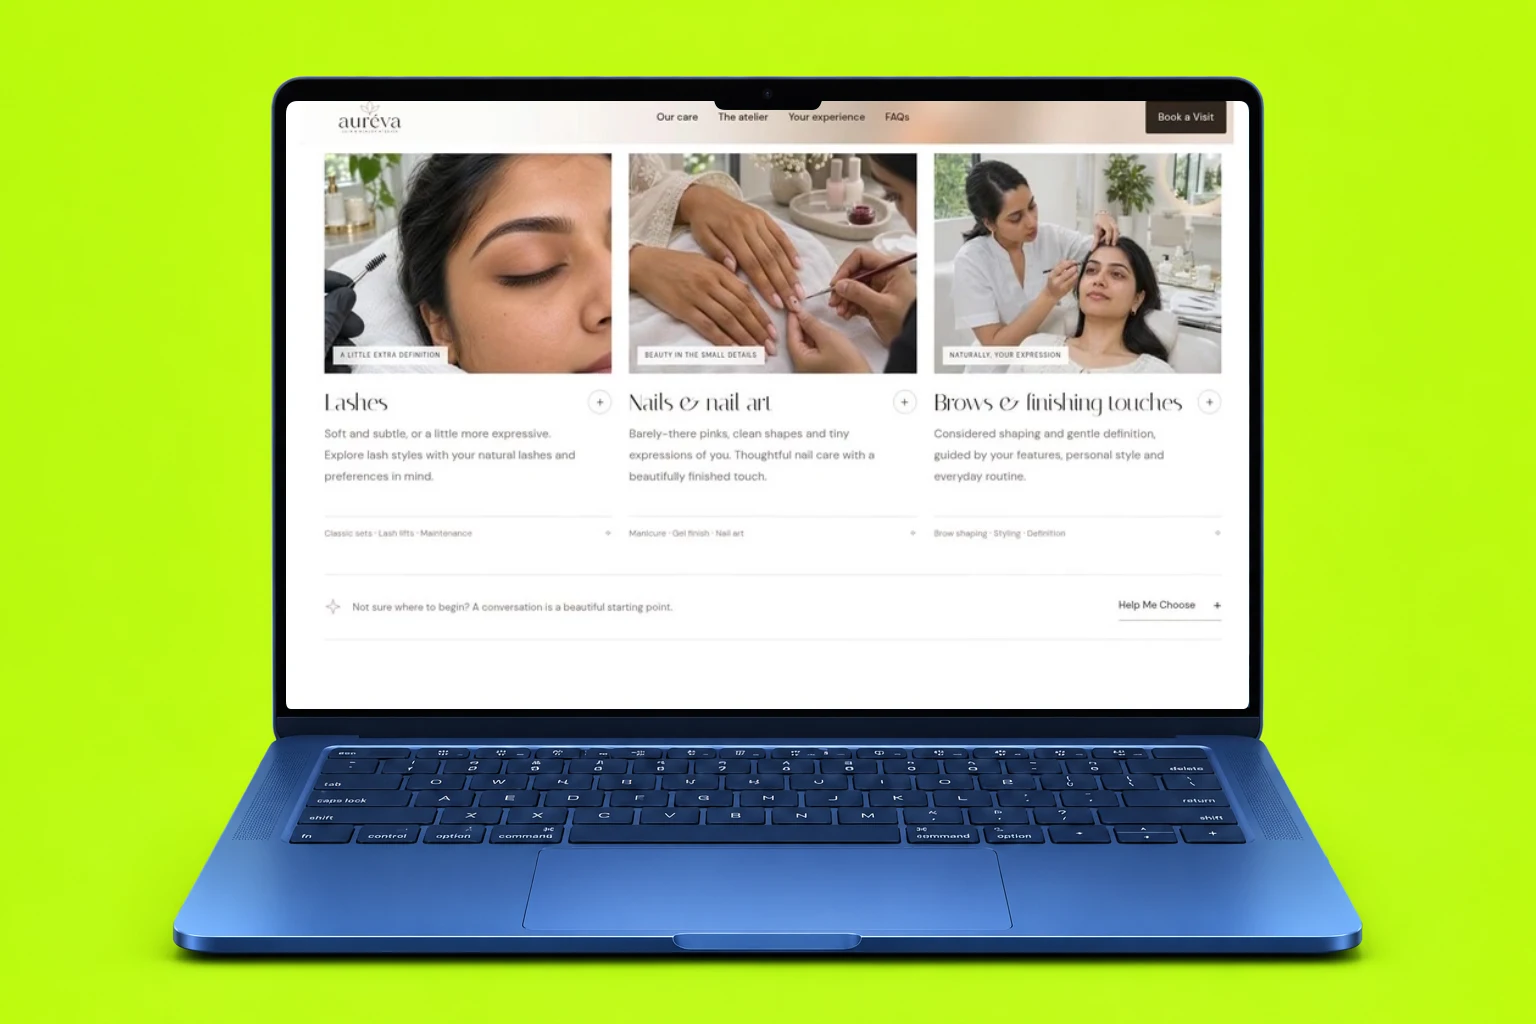 auréva
Our care The atelier Your experience FAQs
Book a Visit
A LITTLE EXTRA DEFINITION
BEAUTY IN THE SMALL DETAILS
NATURALLY, YOUR EXPRESSION
Lashes +
Soft and subtle, or a little more expressive.
Explore lash styles with your natural lashes and
preferences in mind.
Classic sets · Lash lifts · Maintenance
Nails & nail art +
Barely-there pinks, clean shapes and tiny
expressions of you. Thoughtful nail care with a
beautifully finished touch.
Manicure · Gel finish · Nail art
Brows & finishing touches +
Considered shaping and gentle definition,
guided by your features, personal style and
everyday routine.
Brow shaping · Styling · Definition
Not sure where to begin? A conversation is a beautiful starting point.
Help Me Choose +
delete
tab O W U I O
caps lock A E D F G M J K L return
shift X X C V B N M shift
fn control option command command option